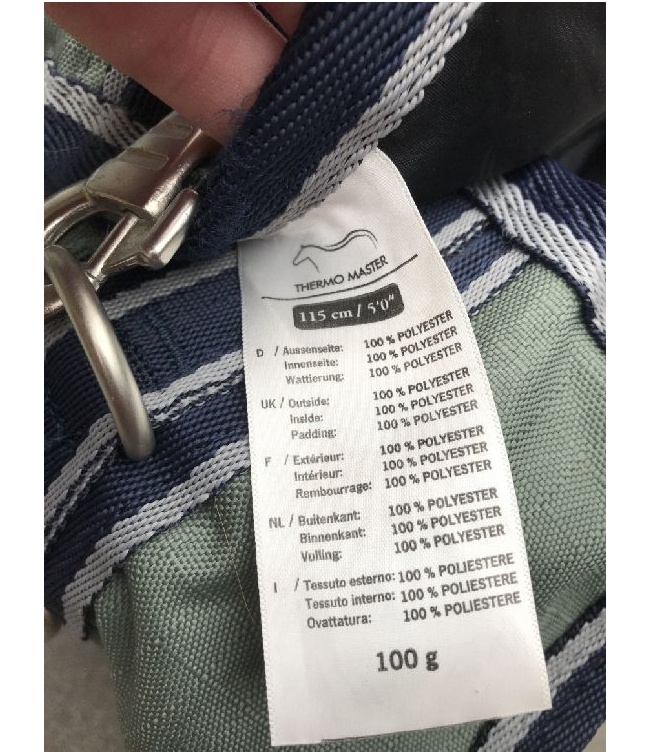 THERMO MASTER
115 cm / 5'0"
D / Aussenseite: 100 % POLYESTER
Innenseite: 100 % POLYESTER
Wattierung: 100 % POLYESTER
UK / Outside: 100 % POLYESTER
Inside: 100 % POLYESTER
Padding: 100 % POLYESTER
F / Extérieur: 100 % POLYESTER
Intérieur: 100 % POLYESTER
Rembourrage: 100 % POLYESTER
NL / Buitenkant: 100 % POLYESTER
Binnenkant: 100 % POLYESTER
Vulling: 100 % POLYESTER
I / Tessuto esterno: 100 % POLIESTERE
Tessuto interno: 100 % POLIESTERE
Ovattatura: 100 % POLIESTERE
100 g